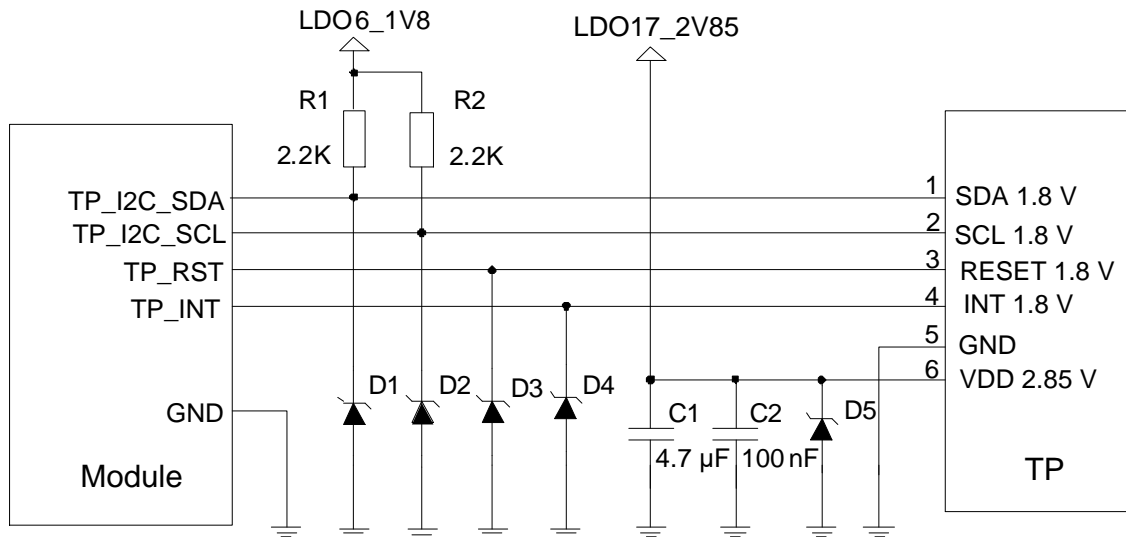 LDO6_1V8
LDO17_2V85
R1
R2
2.2K
2.2K
TP_I2C_SDA
TP_I2C_SCL
TP_RST
TP_INT
GND
Module
D1
D2
D3
D4
C1
C2
D5
4.7 µF
100 nF
1
2
3
4
5
6
SDA 1.8 V
SCL 1.8 V
RESET 1.8 V
INT 1.8 V
GND
VDD 2.85 V
TP